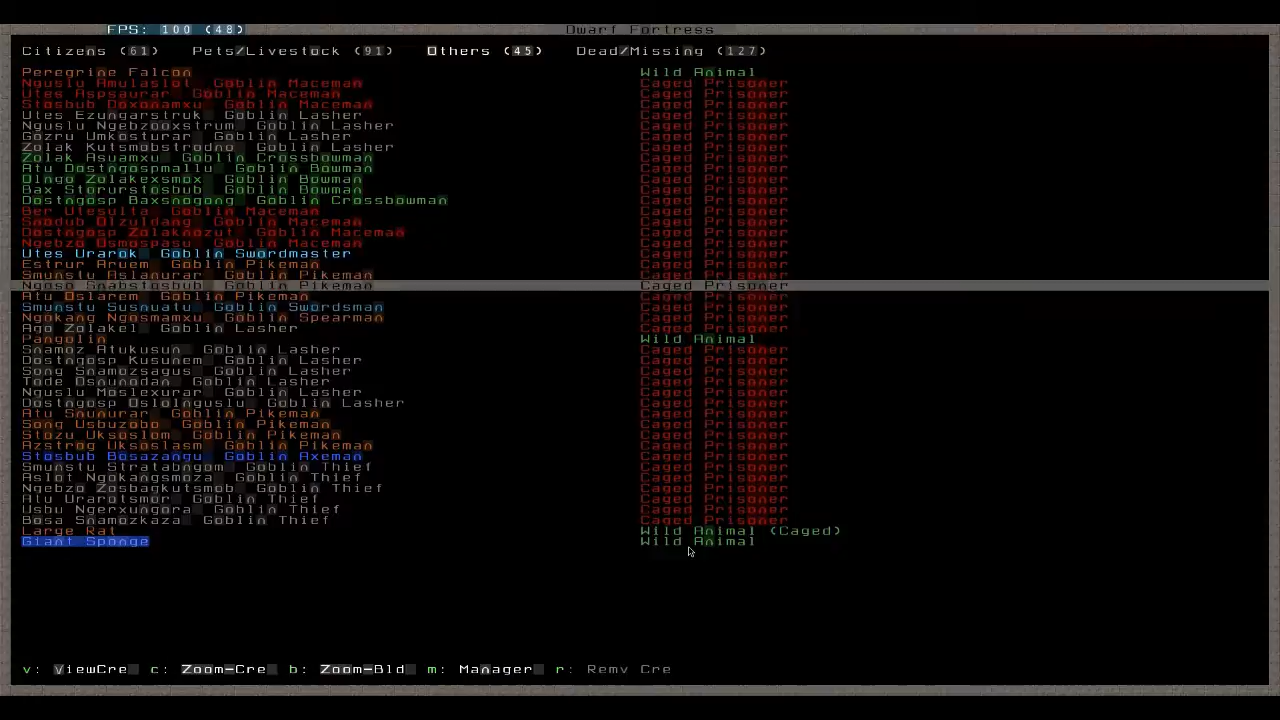 FPS: 100 (48)
Dwarf Fortress
Citizens (61) Pets/Livestock (91) Others (45) Dead/Missing (127)
Peregrine Falcon Wild Animal
Nguslu Amulaslot Goblin Maceman Caged Prisoner
Utes Aspsaurar Goblin Maceman Caged Prisoner
Stosbub Doxonamxu Goblin Maceman Caged Prisoner
Utes Ezungarstruk Goblin Lasher Caged Prisoner
Nguslu Ngebzooxstrum Goblin Lasher Caged Prisoner
Gozru Umkosturar Goblin Lasher Caged Prisoner
Zolak Kutsmobstrodno Goblin Lasher Caged Prisoner
Zolak Asuamxu Goblin Crossbowman Caged Prisoner
Atu Dostngospmallu Goblin Bowman Caged Prisoner
Olngo Zolakexsmox Goblin Bowman Caged Prisoner
Bax Storurstosbub Goblin Bowman Caged Prisoner
Dostngosp Baxsnogong Goblin Crossbowman Caged Prisoner
Ber Utesulta Goblin Maceman Caged Prisoner
Snodub Olzuldang Goblin Maceman Caged Prisoner
Dostngosp Zolaknozut Goblin Maceman Caged Prisoner
Ngebzo Osmospasu Goblin Maceman Caged Prisoner
Utes Urarok Goblin Swordmaster Caged Prisoner
Estrur Aruem Goblin Pikeman Caged Prisoner
Smunstu Aslanurar Goblin Pikeman Caged Prisoner
Ngoso Snabstosbub Goblin Pikeman Caged Prisoner
Atu Oslarem Goblin Pikeman Caged Prisoner
Smunstu Susnuatu Goblin Swordsman Caged Prisoner
Ngokang Ngosmamxu Goblin Spearman Caged Prisoner
Ago Zolakel Goblin Lasher Caged Prisoner
Pangolin Wild Animal
Snamoz Atukusun Goblin Lasher Caged Prisoner
Dostngosp Kusunem Goblin Lasher Caged Prisoner
Song Snamozsagus Goblin Lasher Caged Prisoner
Tode Osnunodan Goblin Lasher Caged Prisoner
Nguslu Moslexurar Goblin Lasher Caged Prisoner
Dostngosp Oslolnguslu Goblin Lasher Caged Prisoner
Atu Snunurar Goblin Pikeman Caged Prisoner
Song Usbuzobo Goblin Pikeman Caged Prisoner
Stozu Uksoslom Goblin Pikeman Caged Prisoner
Azstrog Uksoslasm Goblin Pikeman Caged Prisoner
Stosbub Bosazangu Goblin Axeman Caged Prisoner
Smunstu Stratabngom Goblin Thief Caged Prisoner
Aslot Ngokangsmoza Goblin Thief Caged Prisoner
Ngebzo Zosbagkutsmob Goblin Thief Caged Prisoner
Atu Urarotsmor Goblin Thief Caged Prisoner
Usbu Ngerxungora Goblin Thief Caged Prisoner
Bosa Snamozkaza Goblin Thief Caged Prisoner
Large Rat Wild Animal (Caged)
Giant Sponge Wild Animal
v: ViewCre c: Zoom-Cre b: Zoom-Bld m: Manager r: Remv Cre